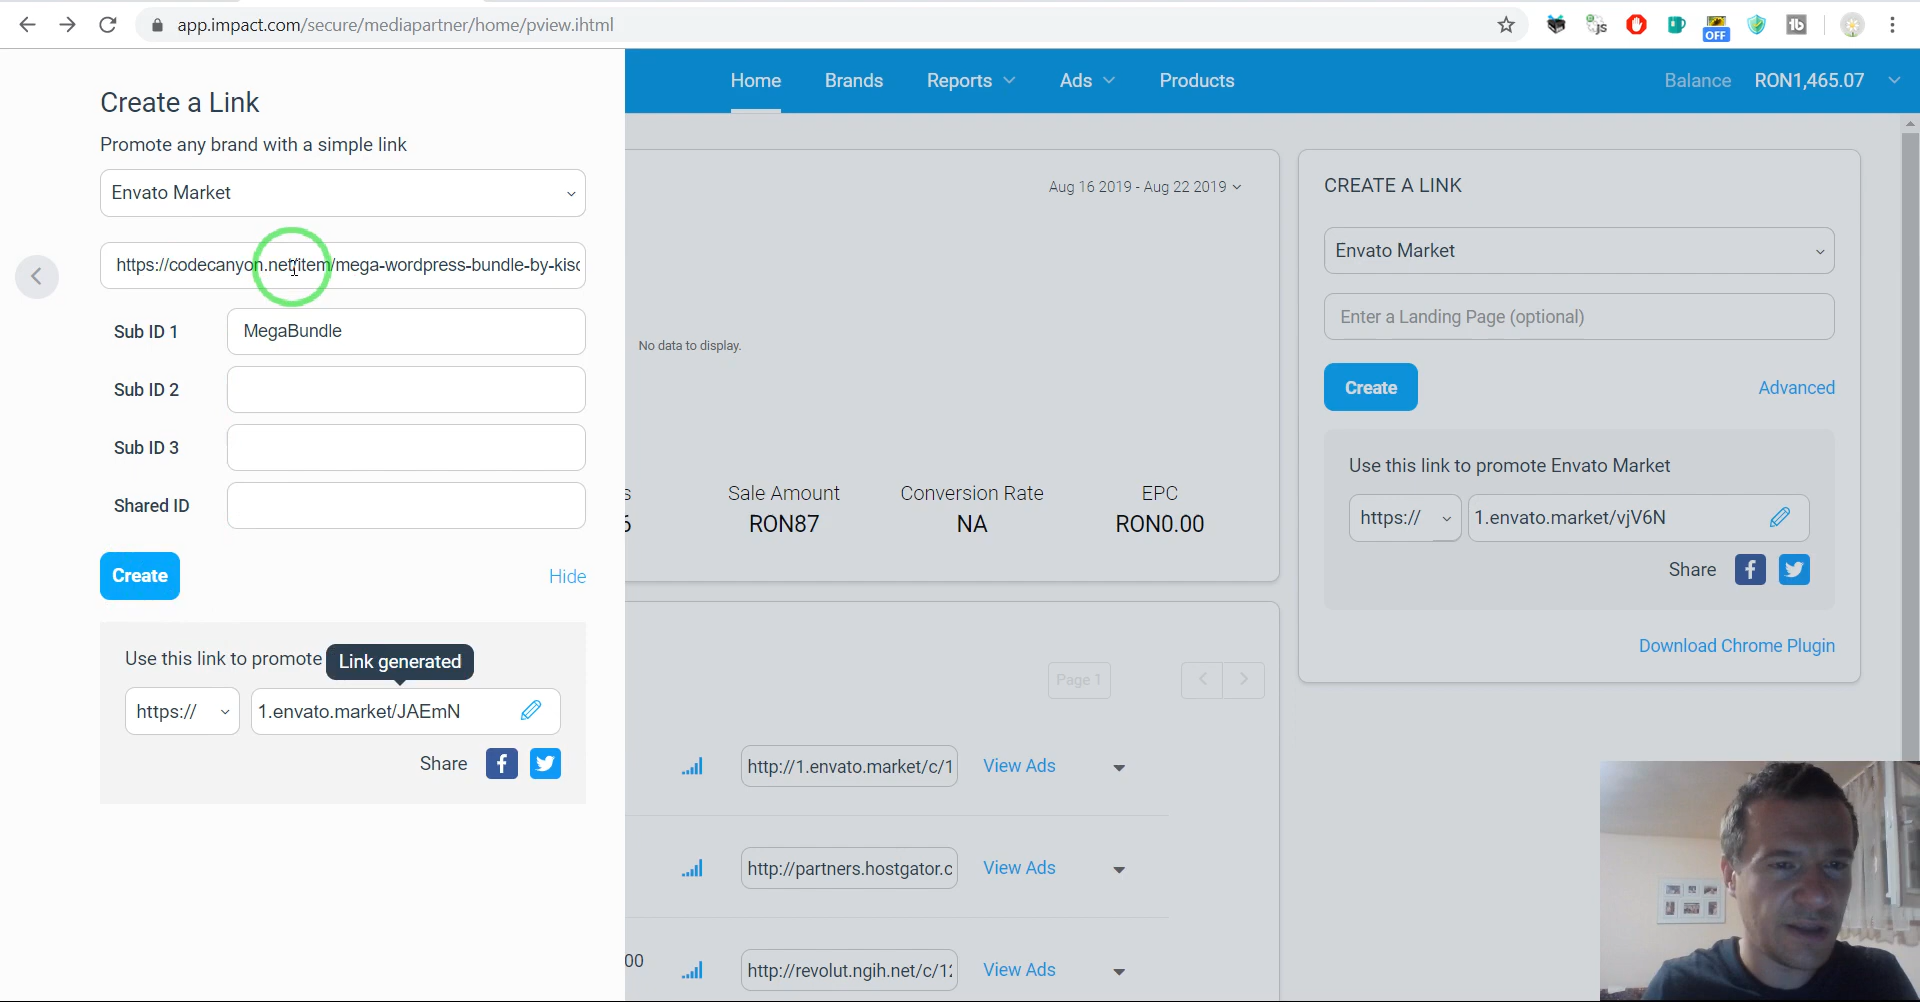 app.impact.com/secure/mediapartner/home/pview.ihtml
JS
OFF
Create a Link
Promote any brand with a simple link
Envato Market
https://codecanyon.net/item/mega-wordpress-bundle-by-kisc
Sub ID 1
MegaBundle
Sub ID 2
Sub ID 3
Shared ID
Create
Hide
Use this link to promote
Link generated
https://
1.envato.market/JAEmN
Share
Home
Brands
Reports
Ads
Products
Balance
RON1,465.07
Aug 16 2019 - Aug 22 2019
No data to display.
Sale Amount
RON87
Conversion Rate
NA
EPC
RON0.00
Page 1
http://1.envato.market/c/1
View Ads
http://partners.hostgator.c
View Ads
00
http://revolut.ngih.net/c/12
View Ads
CREATE A LINK
Envato Market
Enter a Landing Page (optional)
Create
Advanced
Use this link to promote Envato Market
https://
1.envato.market/vjV6N
Share
Download Chrome Plugin